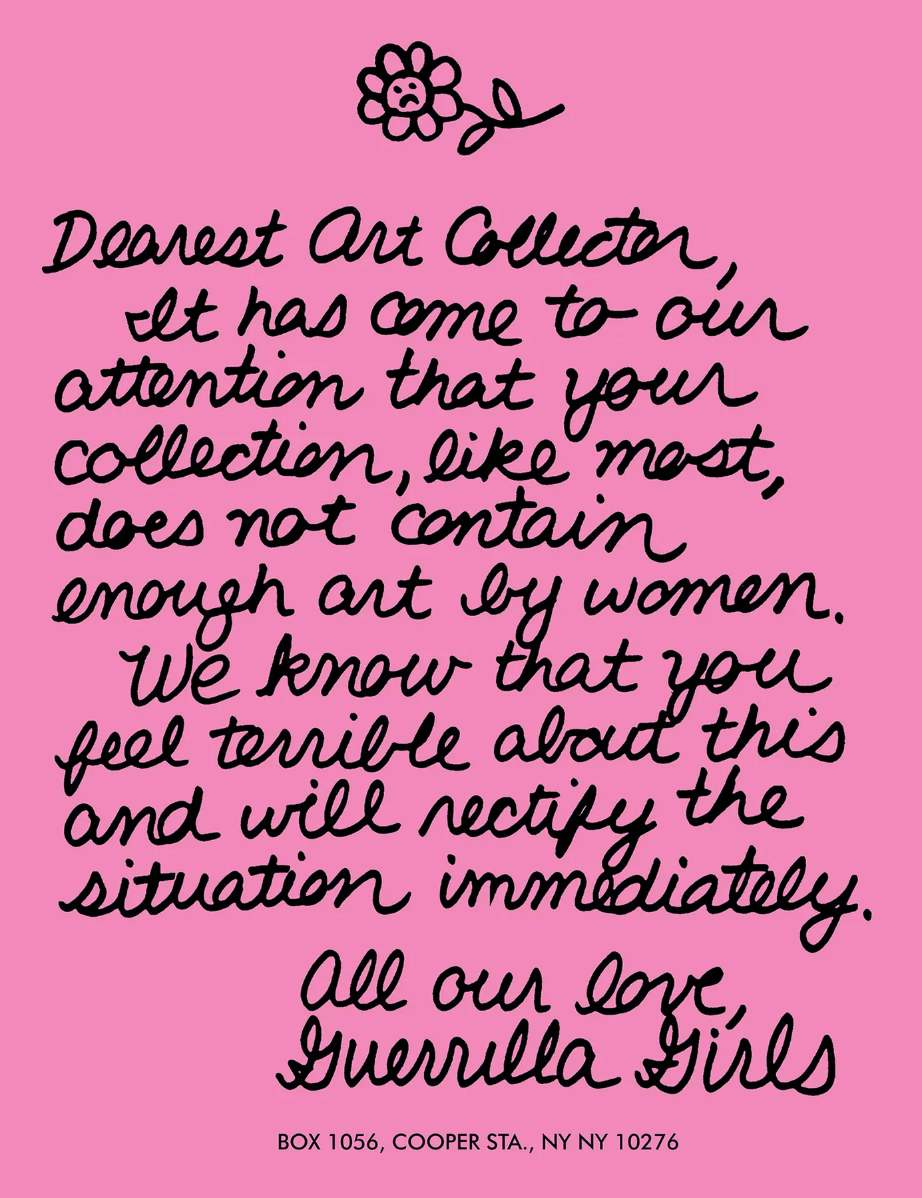 Dearest Art Collector,
It has come to our
attention that your
collection, like most,
does not contain
enough art by women.
We know that you
feel terrible about this
and will rectify the
situation immediately.
All our love,
Guerrilla Girls
BOX 1056, COOPER STA., NY NY 10276